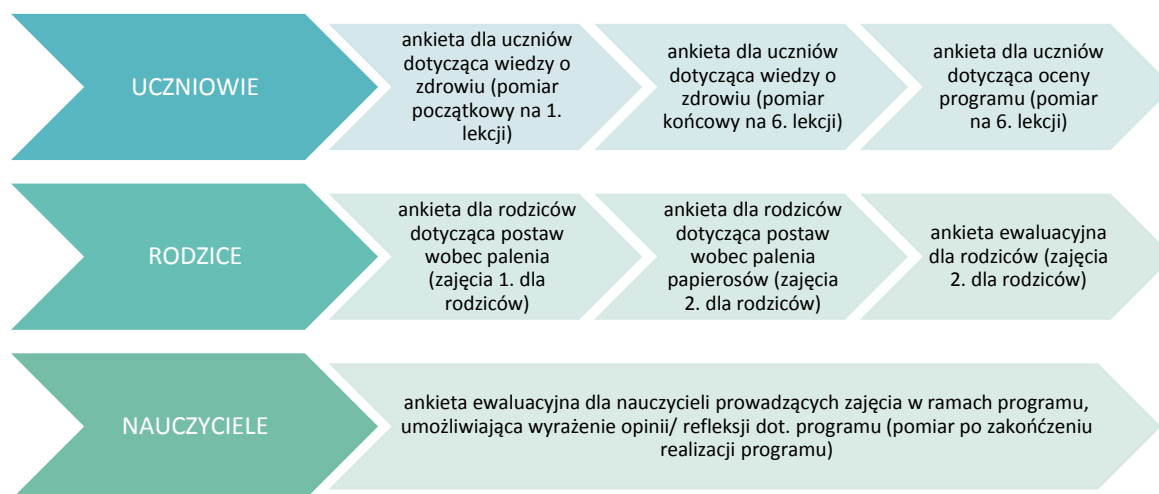 UCZNIOWIE
ankieta dla uczniów
dotycząca wiedzy o
zdrowiu (pomiar
początkowy na 1.
lekcji)
ankieta dla uczniów
dotycząca wiedzy o
zdrowiu (pomiar
końcowy na 6. lekcji)
ankieta dla uczniów
dotycząca oceny
programu (pomiar
na 6. lekcji)
RODZICE
ankieta dla rodziców
dotycząca postaw
wobec palenia
(zajęcia 1. dla
rodziców)
ankieta dla rodziców
dotycząca postaw
wobec palenia
papierosów (zajęcia
2. dla rodziców)
ankieta ewaluacyjna
dla rodziców (zajęcia
2. dla rodziców)
NAUCZYCIELE
ankieta ewaluacyjna dla nauczycieli prowadzących zajęcia w ramach programu,
umożliwiająca wyrażenie opinii/ refleksji dot. programu (pomiar po zakońćzeniu
realizacji programu)